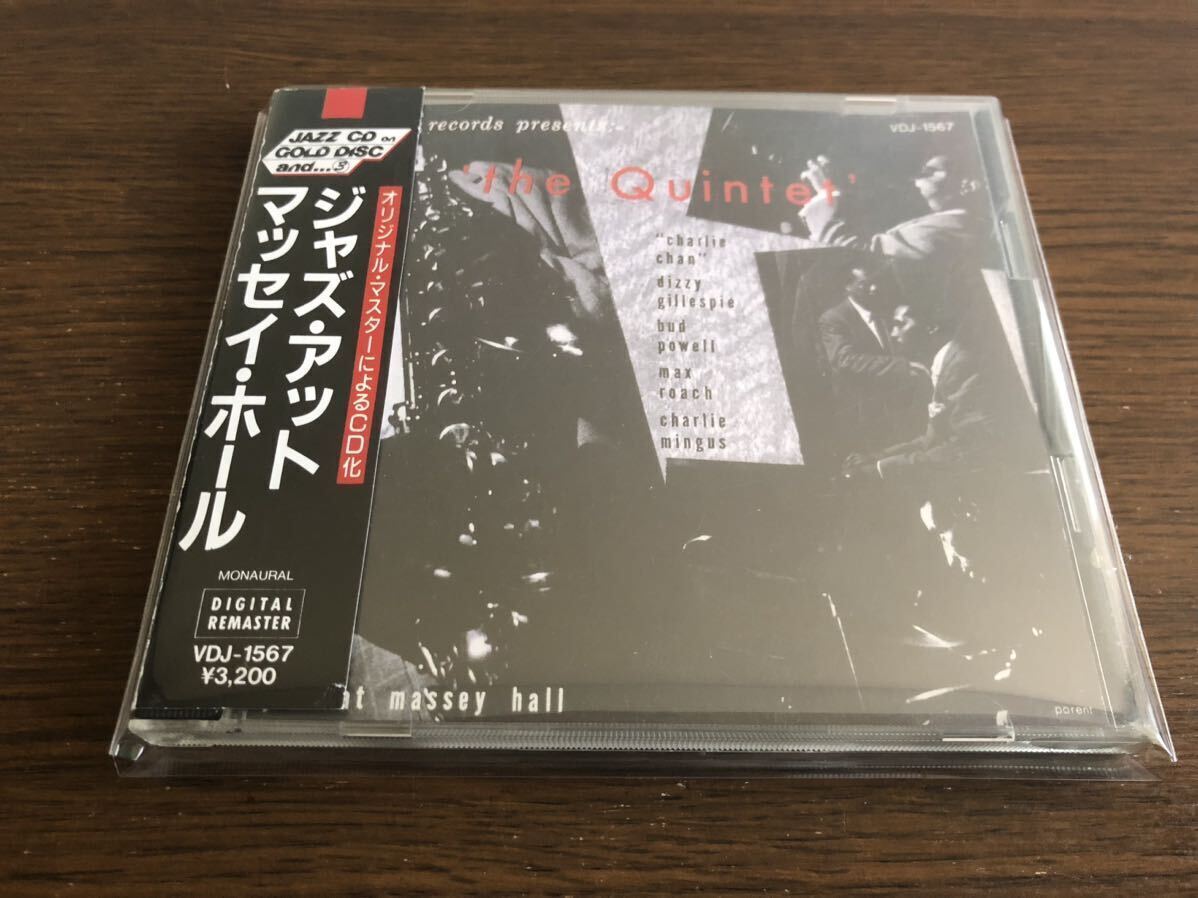 JAZZ CD on
GOLD DISC
and...③
オリジナル・マスターによるCD化
ジャズ・アット
マッセイ・ホール
MONAURAL
DIGITAL
REMASTER
VDJ-1567
¥3,200
records presents:-
VDJ-1567
'the Quintet'
"charlie
chan"
dizzy
gillespie
bud
powell
max
roach
charlie
mingus
at massey hall
parent